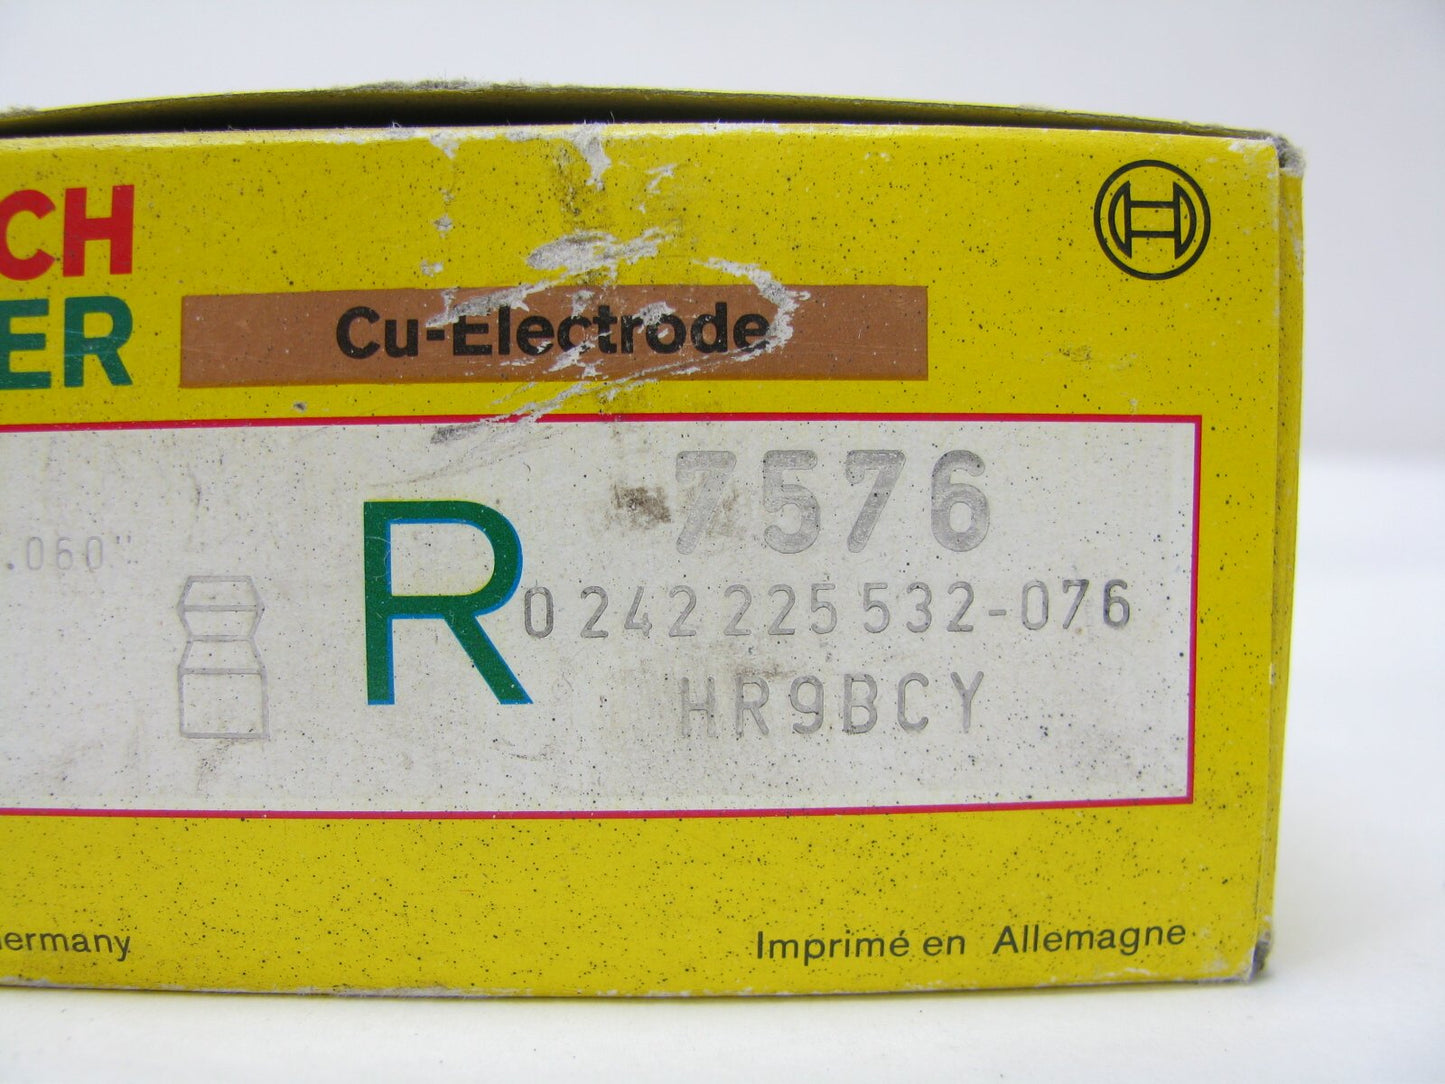 CH
ER
Cu-Electrode
.060"
R
7576
0 242 225 532-076
HR9BCY
ermany
Imprimé en Allemagne